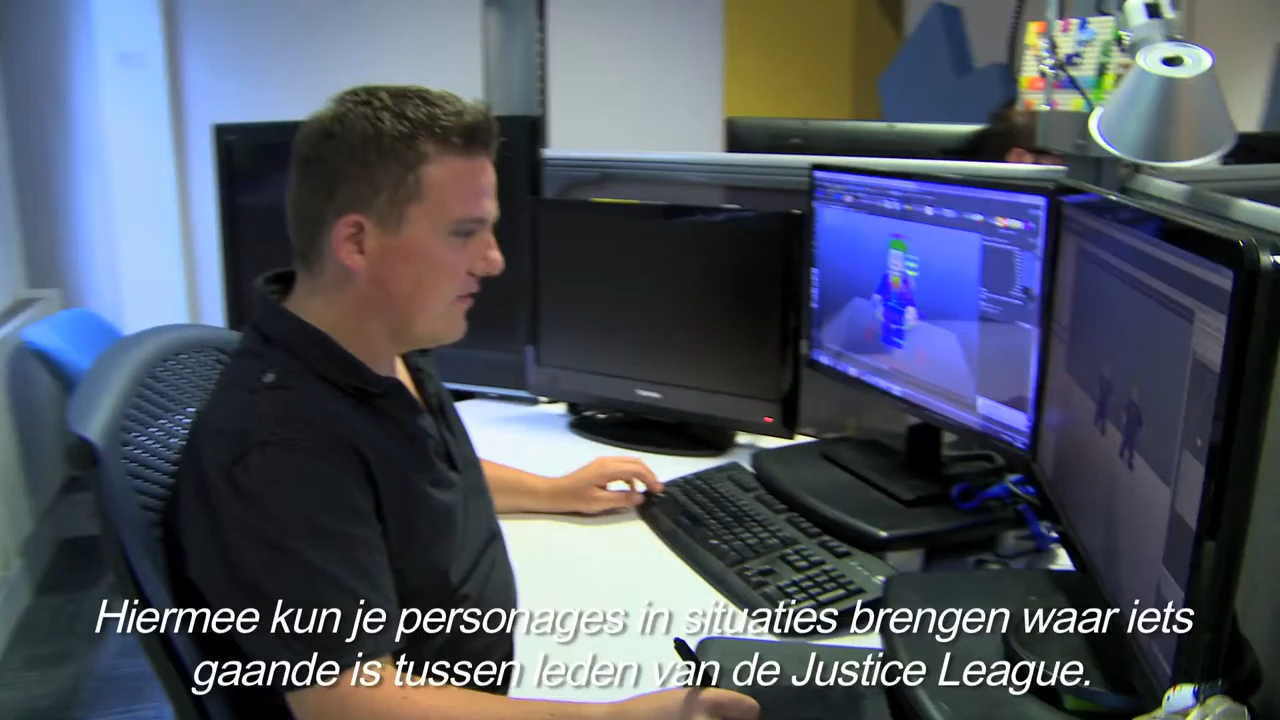 Hiermee kun je personages in situaties brengen waar iets
gaande is tussen leden van de Justice League.